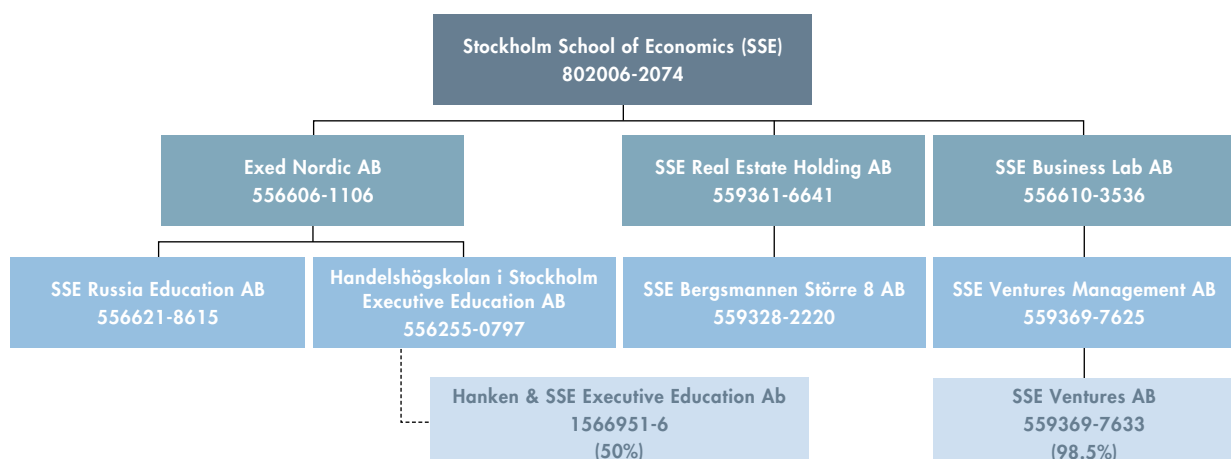 Stockholm School of Economics (SSE)
802006-2074
Exed Nordic AB
556606-1106
SSE Real Estate Holding AB
559361-6641
SSE Business Lab AB
556610-3536
SSE Russia Education AB
556621-8615
Handelshögskolan i Stockholm
Executive Education AB
556255-0797
SSE Bergsmannen Större 8 AB
559328-2220
SSE Ventures Management AB
559369-7625
Hanken & SSE Executive Education Ab
1566951-6
(50%)
SSE Ventures AB
559369-7633
(98.5%)